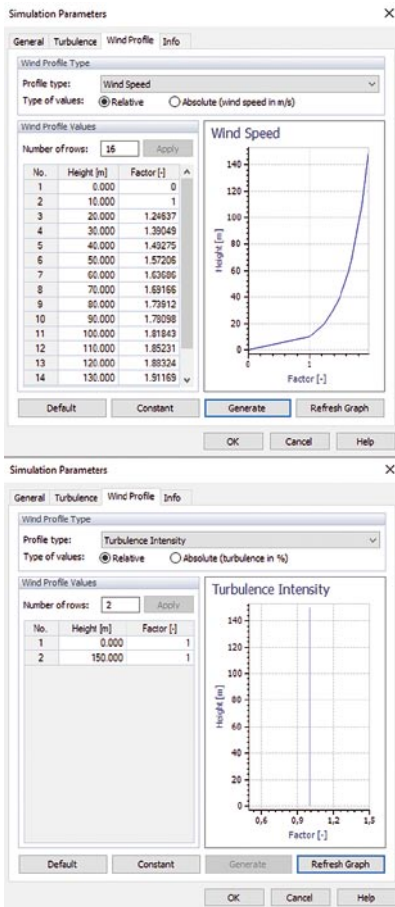 Simulation Parameters
General Turbulence Wind Profile Info
Wind Profile Type
Profile type: Wind Speed
Type of values: Relative Absolute (wind speed in m/s)
Wind Profile Values
Number of rows: 16 Apply
No. Height [m] Factor [-]
1 0.000 0
2 10.000 1
3 20.000 1.24637
4 30.000 1.39049
5 40.000 1.49275
6 50.000 1.57206
7 60.000 1.63686
8 70.000 1.69166
9 80.000 1.73912
10 90.000 1.78098
11 100.000 1.81843
12 110.000 1.85231
13 120.000 1.88324
14 130.000 1.91169
Wind Speed
Height [m]
140
120
100
80
60
40
20
0
0 1
Factor [-]
Default Constant Generate Refresh Graph
OK Cancel Help
Simulation Parameters
General Turbulence Wind Profile Info
Wind Profile Type
Profile type: Turbulence Intensity
Type of values: Relative Absolute (turbulence in %)
Wind Profile Values
Number of rows: 2 Apply
No. Height [m] Factor [-]
1 0.000 1
2 150.000 1
Turbulence Intensity
Height [m]
140
120
100
80
60
40
20
0
0,6 0,9 1,2 1,5
Factor [-]
Default Constant Generate Refresh Graph
OK Cancel Help